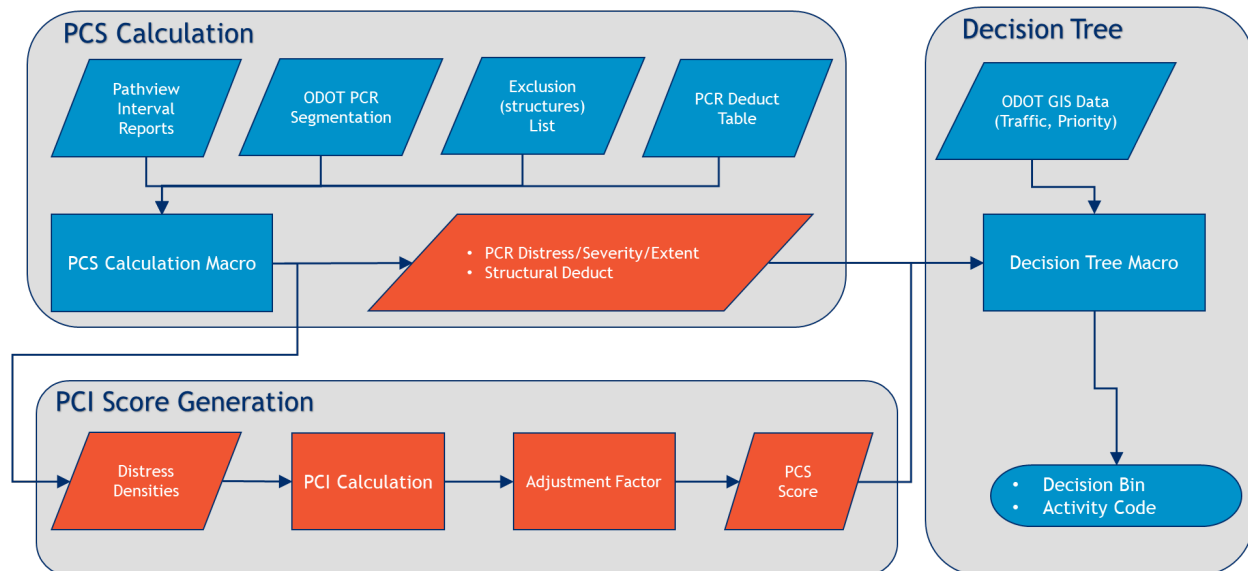 PCS Calculation
Pathview
Interval
Reports
ODOT PCR
Segmentation
Exclusion
(structures)
List
PCR Deduct
Table
PCS Calculation Macro
• PCR Distress/Severity/Extent
• Structural Deduct
Decision Tree
ODOT GIS Data
(Traffic, Priority)
Decision Tree Macro
• Decision Bin
• Activity Code
PCI Score Generation
Distress
Densities
PCI Calculation
Adjustment Factor
PCS
Score